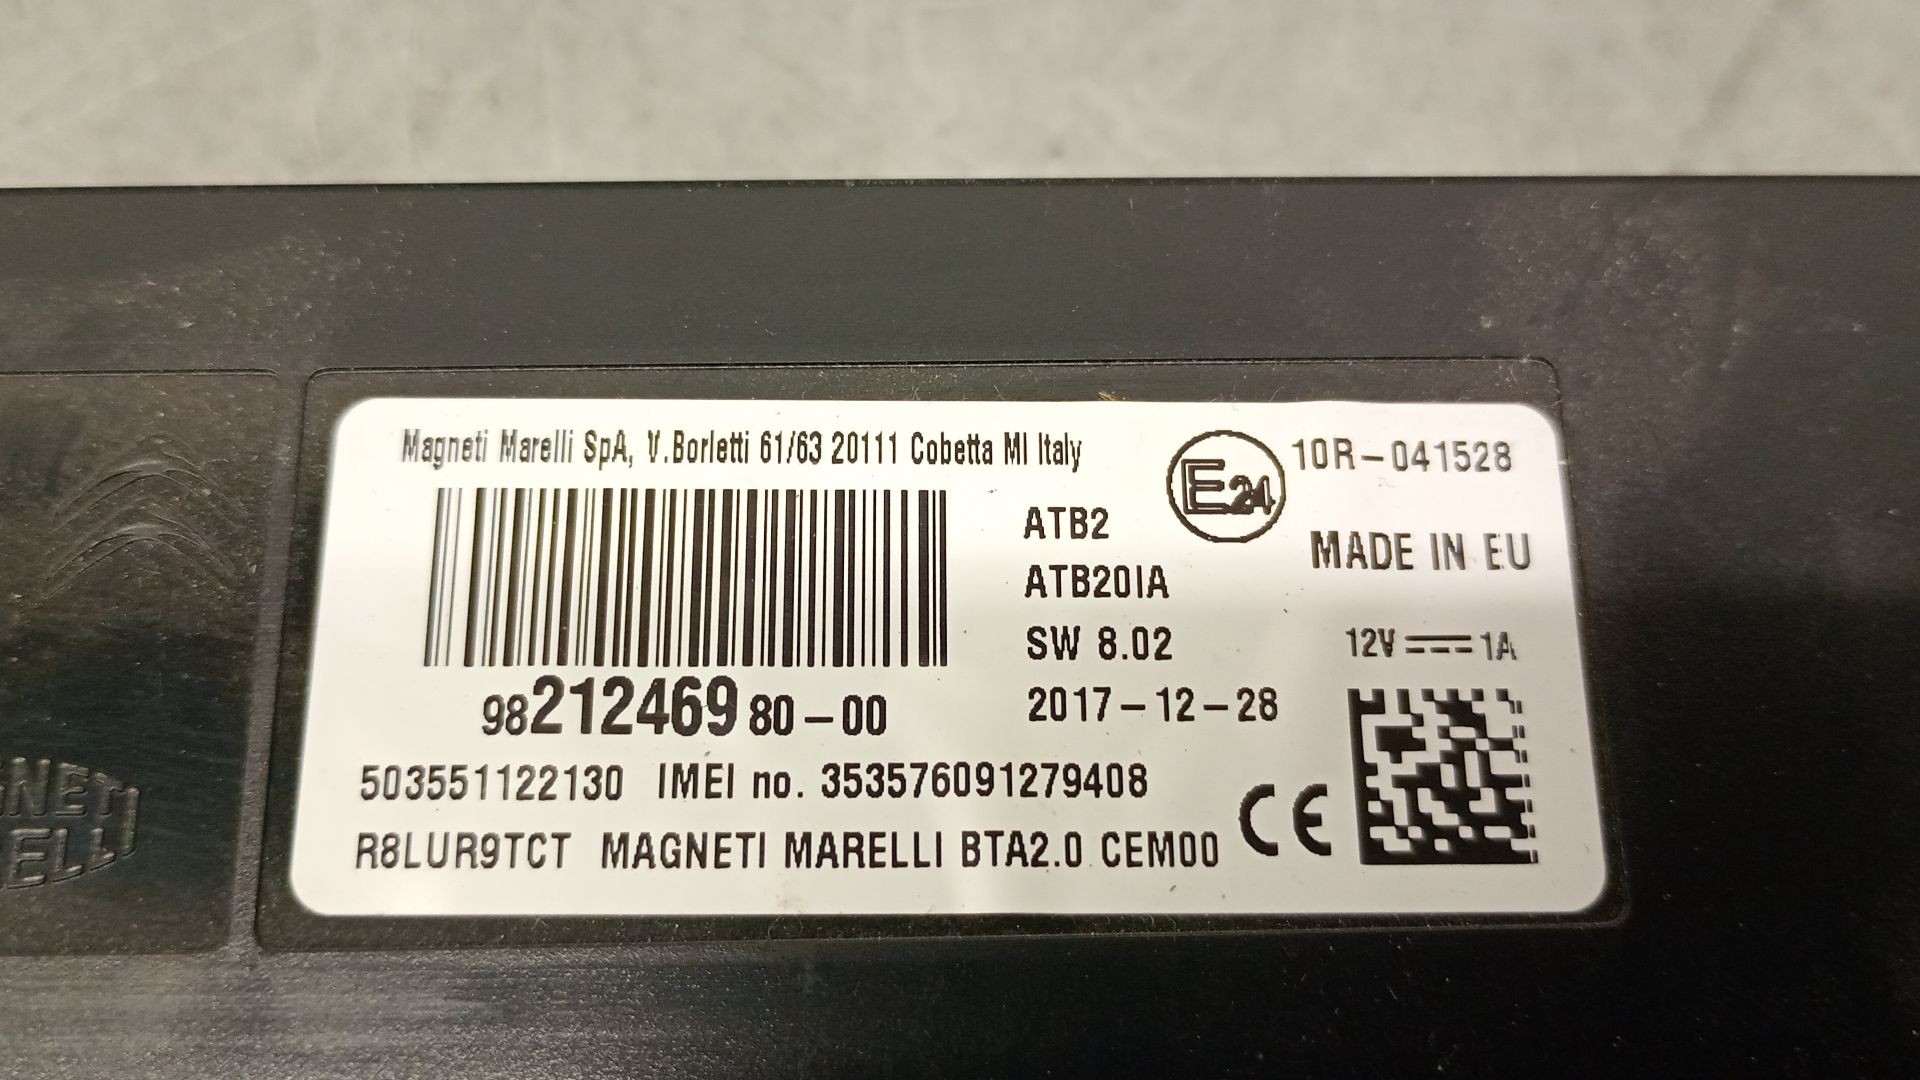 Magneti Marelli SpA, V.Borletti 61/63 20111 Cobetta MI Italy
E24
10R-041528
ATB2
MADE IN EU
ATB20IA
SW 8.02
12V 1A
9821246980-00
2017-12-28
503551122130 IMEI no. 353576091279408
CE
R8LUR9TCT MAGNETI MARELLI BTA2.0 CEM00